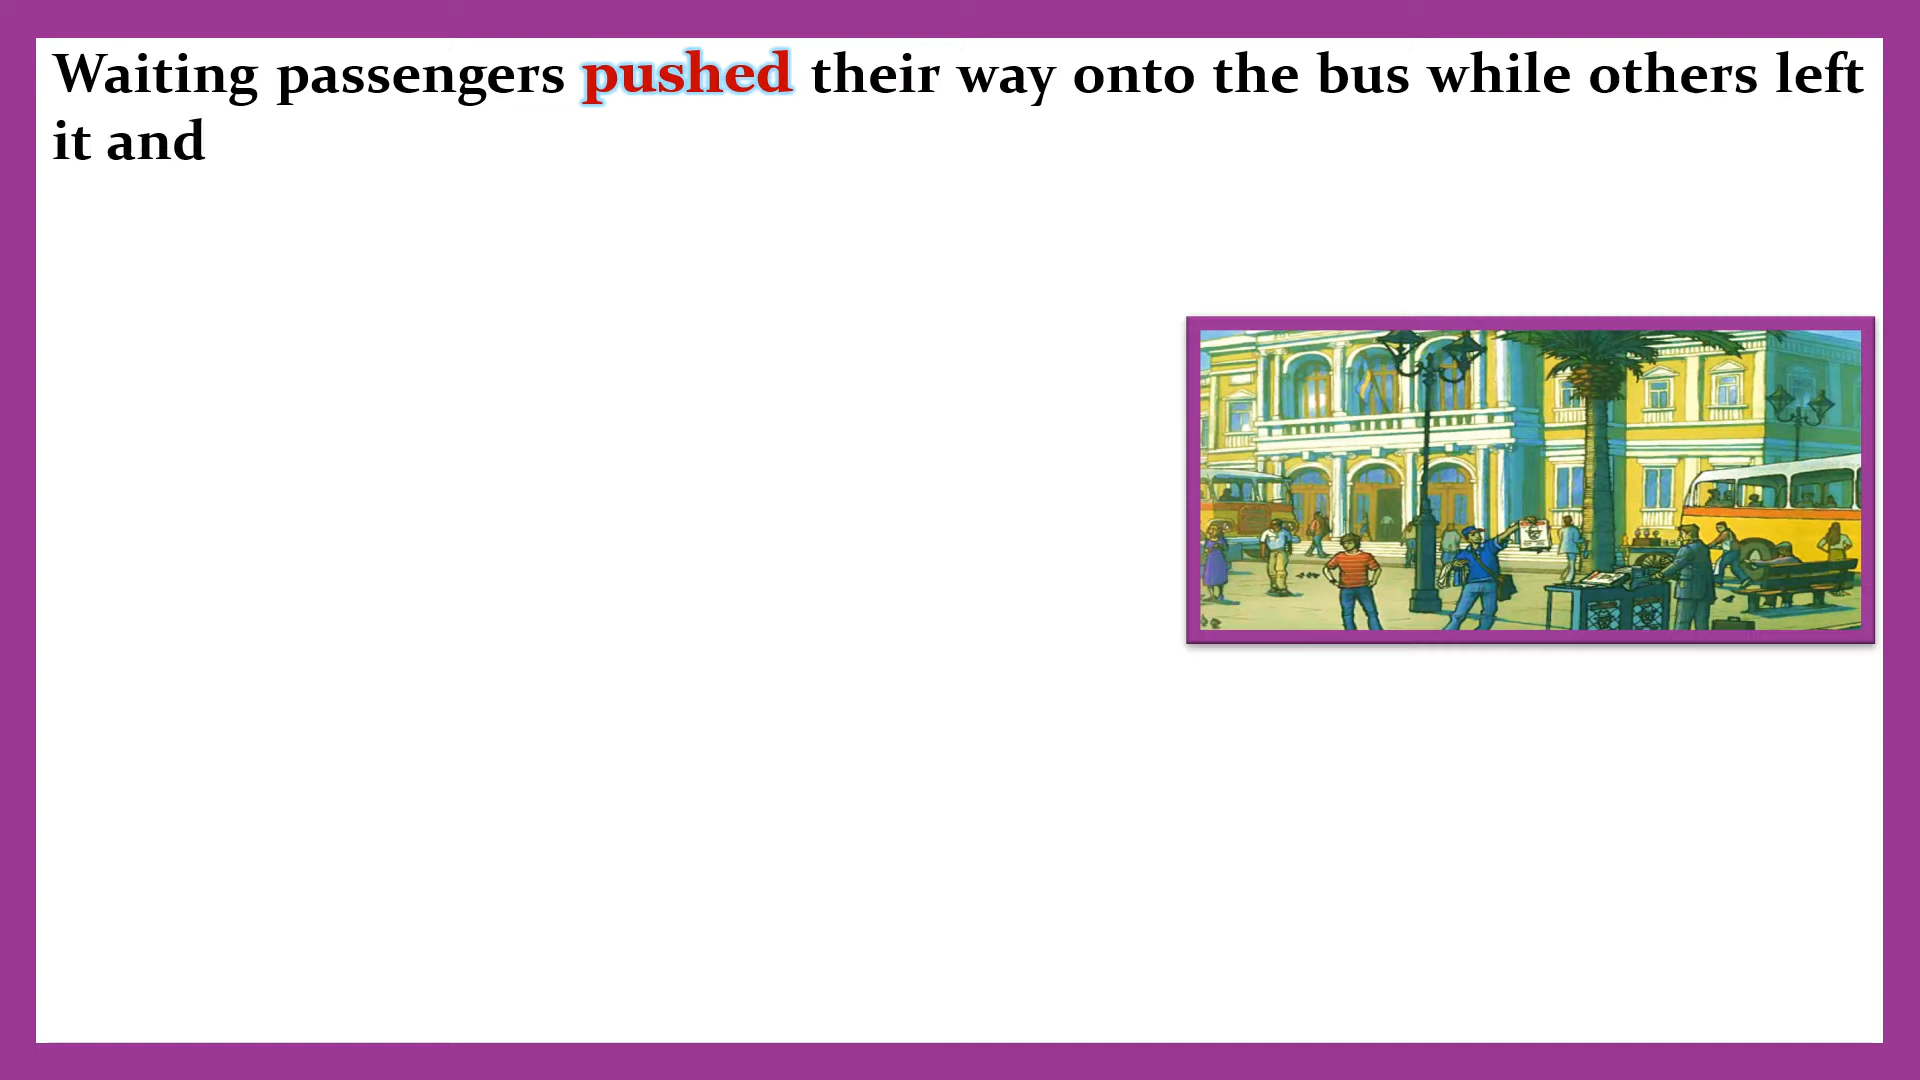 Waiting passengers pushed their way onto the bus while others left
it and